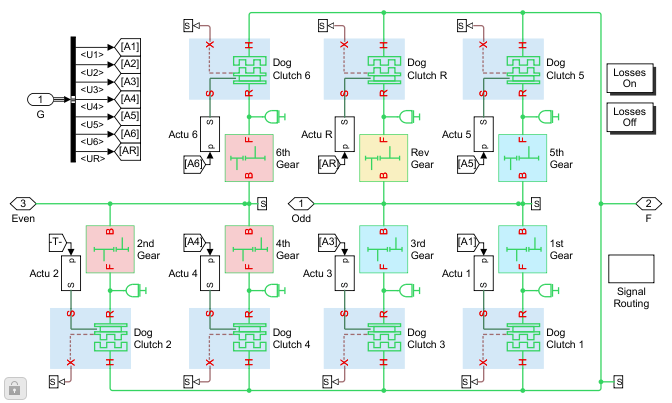 S
S
S
X
H
X
H
X
H
Dog
Clutch 6
Dog
Clutch R
Dog
Clutch 5
S
R
S
R
S
R
[A1]
[A2]
[A3]
[A4]
[A5]
[A6]
[AR]
<U1>
<U2>
<U3>
<U4>
<U5>
<U6>
<UR>
1
G
Losses
On
Losses
Off
Actu 6
S
P
[A6]
F
B
6th
Gear
Actu R
S
P
[AR]
F
B
Rev
Gear
Actu 5
S
P
[A5]
F
B
5th
Gear
3
Even
S
1
Odd
S
2
F
-T-
P
S
Actu 2
B
F
2nd
Gear
[A4]
P
S
Actu 4
B
F
4th
Gear
[A3]
P
S
Actu 3
B
F
3rd
Gear
[A1]
P
S
Actu 1
B
F
1st
Gear
Signal
Routing
S
R
S
R
S
R
S
R
Dog
Clutch 2
Dog
Clutch 4
Dog
Clutch 3
Dog
Clutch 1
X
H
X
H
X
H
X
H
S
S
S
S
S